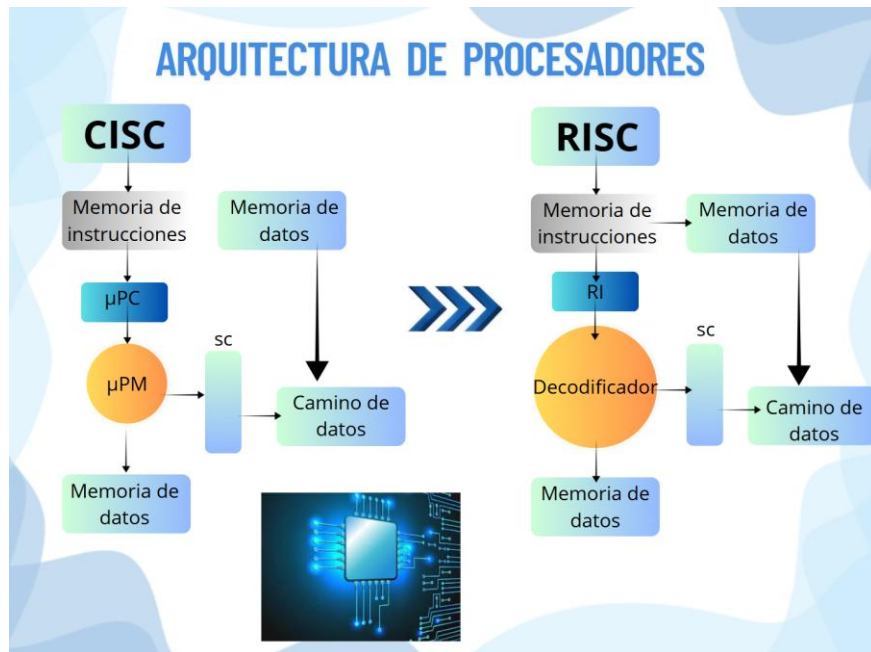 ARQUITECTURA DE PROCESADORES
CISC
Memoria de
instrucciones
Memoria de
datos
µPC
µPM
sc
Camino de
datos
Memoria de
datos
RISC
Memoria de
instrucciones
Memoria de
datos
RI
Decodificador
sc
Camino de
datos
Memoria de
datos